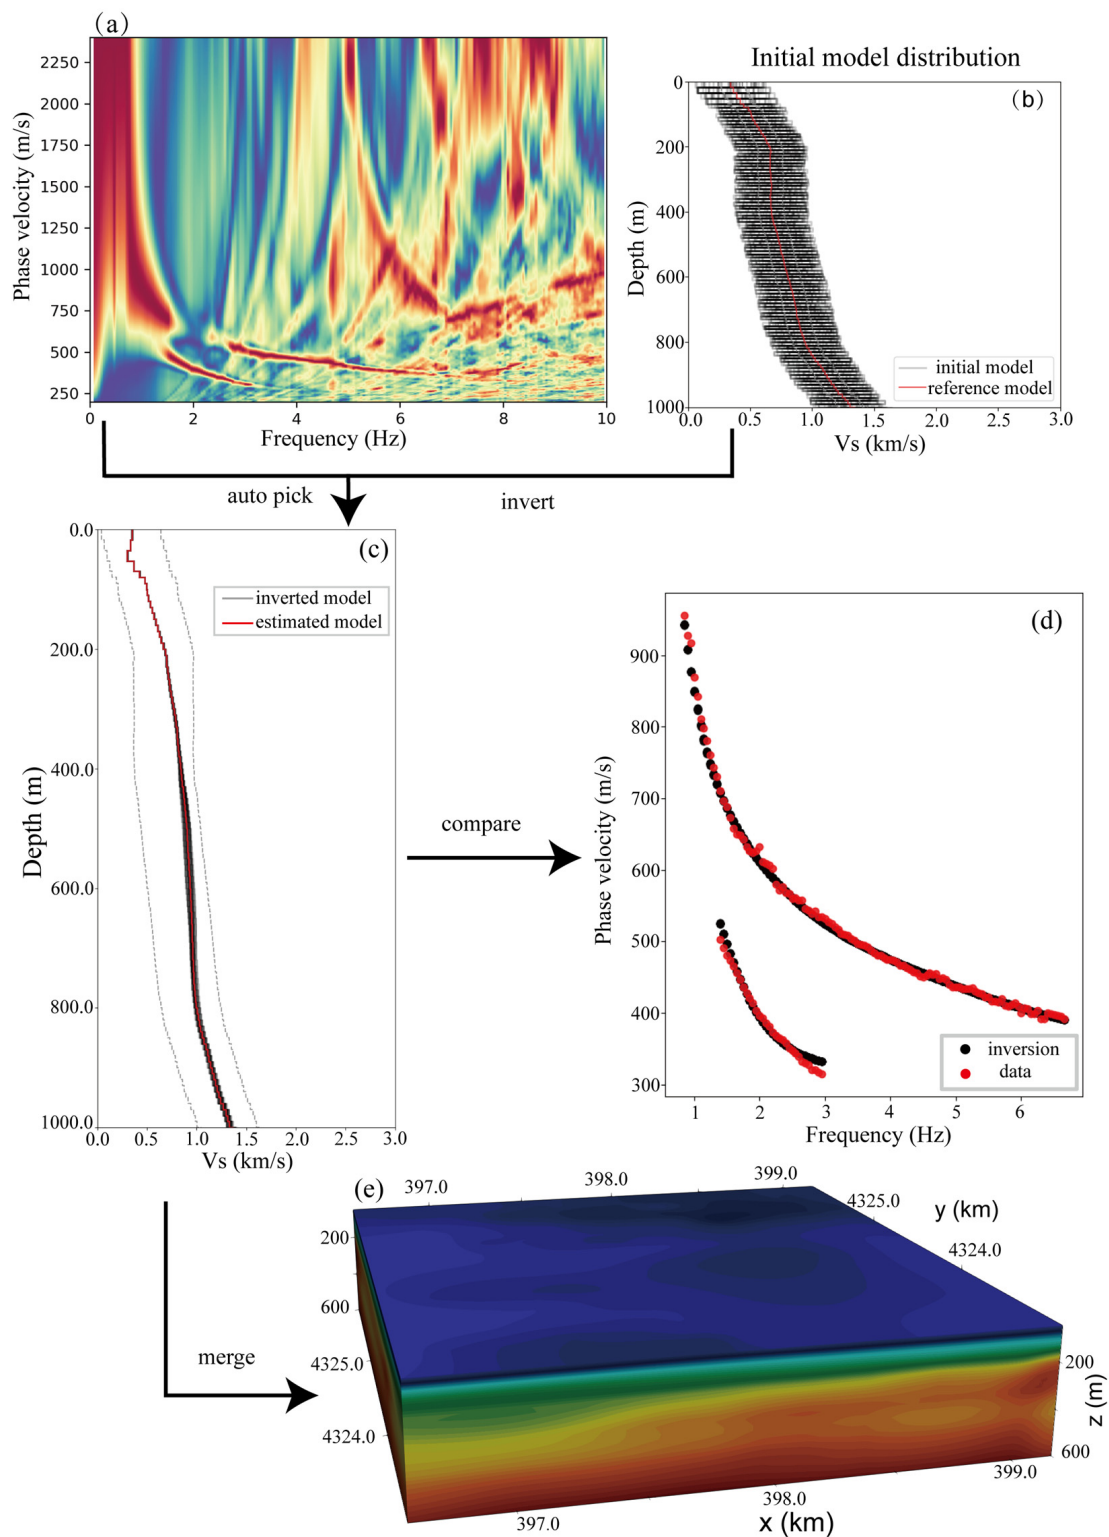 (a)
2250
2000
1750
1500
1250
1000
750
500
250
Phase velocity (m/s)
0 2 4 6 8 10
Frequency (Hz)
Initial model distribution
(b)
0
200
400
600
800
1000
Depth (m)
initial model
reference model
0.0 0.5 1.0 1.5 2.0 2.5 3.0
Vs (km/s)
auto pick
invert
(c)
0.0
200.0
400.0
600.0
800.0
1000.0
Depth (m)
inverted model
estimated model
0.0 0.5 1.0 1.5 2.0 2.5 3.0
Vs (km/s)
compare
(d)
900
800
700
600
500
400
300
Phase velocity (m/s)
inversion
data
1 2 3 4 5 6
Frequency (Hz)
merge
(e)
397.0 398.0 399.0
4325.0
4324.0
y (km)
200
600
4325.0
4324.0
200
600
z (m)
397.0 398.0 399.0
x (km)